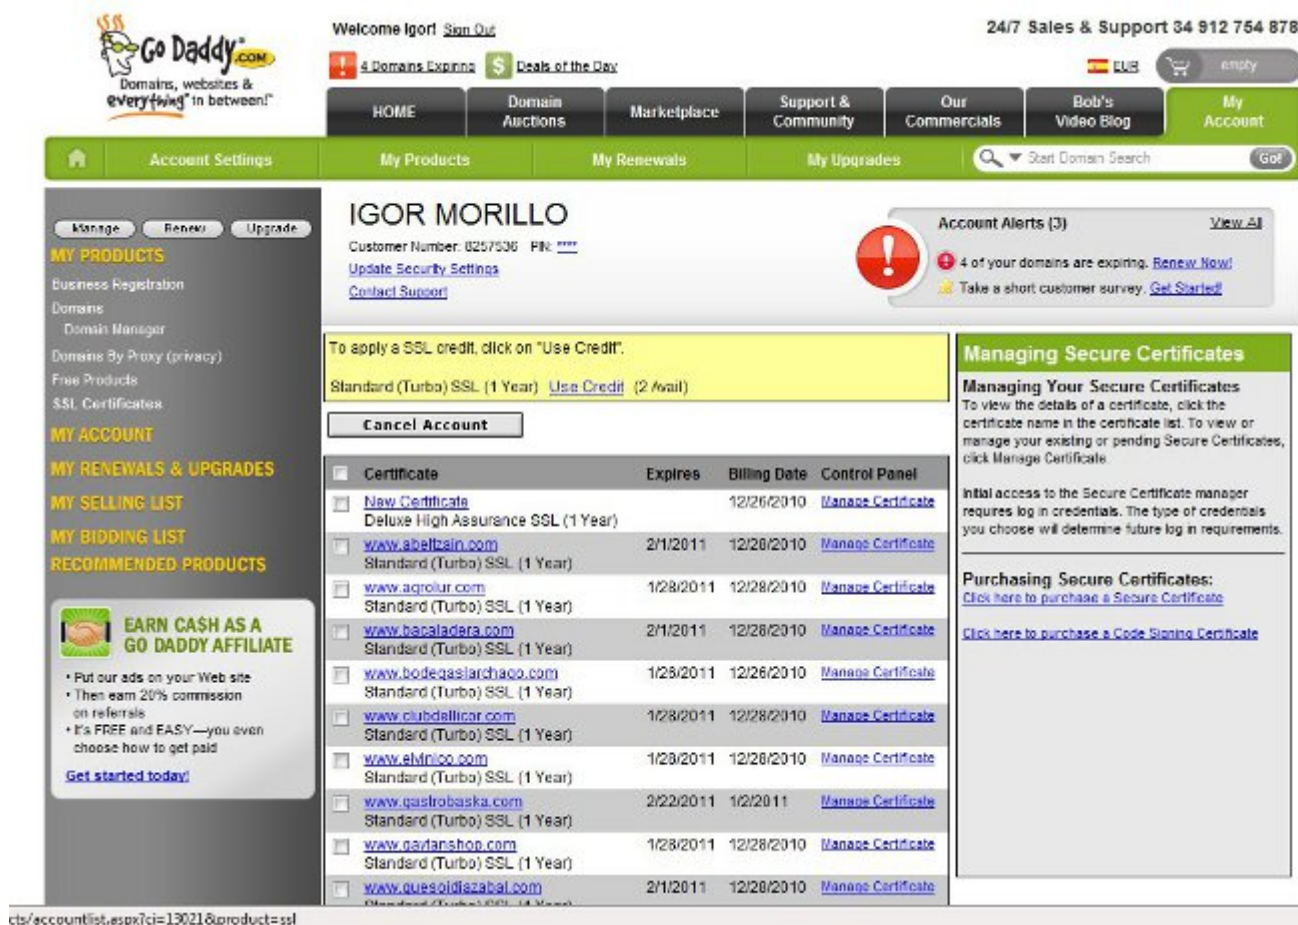 Go Daddy.COM
Domains, websites &
everything* in between!"
Welcome Igor! Sign Out
24/7 Sales & Support 34 912 754 878
4 Domains Expiring $ Deals of the Day
EUR empty
HOME
Domain Auctions
Marketplace
Support & Community
Our Commercials
Bob's Video Blog
My Account
Account Settings My Products My Renewals My Upgrades Start Domain Search Go!
Manage Renew Upgrade
MY PRODUCTS
Business Registration
Domains
Domain Manager
Domains By Proxy (privacy)
Free Products
SSL Certificates
MY ACCOUNT
MY RENEWALS & UPGRADES
MY SELLING LIST
MY BIDDING LIST
RECOMMENDED PRODUCTS
EARN CA$H AS A
GO DADDY AFFILIATE
• Put our ads on your Web site
• Then earn 20% commission
on referrals
• It's FREE and EASY—you even
choose how to get paid
Get started today!
IGOR MORILLO
Customer Number: 8257536 PIN: ****
Update Security Settings
Contact Support
Account Alerts (3) View All
4 of your domains are expiring. Renew Now!
Take a short customer survey. Get Started!
To apply a SSL credit, click on "Use Credit".
Standard (Turbo) SSL (1 Year) Use Credit (2 Avail)
Cancel Account
Certificate Expires Billing Date Control Panel
New Certificate 12/26/2010 Manage Certificate
Deluxe High Assurance SSL (1 Year)
www.abeltzain.com 2/1/2011 12/28/2010 Manage Certificate
Standard (Turbo) SSL (1 Year)
www.agrolur.com 1/28/2011 12/28/2010 Manage Certificate
Standard (Turbo) SSL (1 Year)
www.bacaladera.com 2/1/2011 12/28/2010 Manage Certificate
Standard (Turbo) SSL (1 Year)
www.bodegaslarchago.com 1/28/2011 12/26/2010 Manage Certificate
Standard (Turbo) SSL (1 Year)
www.clubdellicor.com 1/28/2011 12/28/2010 Manage Certificate
Standard (Turbo) SSL (1 Year)
www.elvinico.com 1/28/2011 12/28/2010 Manage Certificate
Standard (Turbo) SSL (1 Year)
www.gastrobaska.com 2/22/2011 1/2/2011 Manage Certificate
Standard (Turbo) SSL (1 Year)
www.gaytanshop.com 1/28/2011 12/28/2010 Manage Certificate
Standard (Turbo) SSL (1 Year)
www.quesoidiazabal.com 2/1/2011 12/28/2010 Manage Certificate
Standard (Turbo) SSL (1 Year)
Managing Secure Certificates
Managing Your Secure Certificates
To view the details of a certificate, click the
certificate name in the certificate list. To view or
manage your existing or pending Secure Certificates,
click Manage Certificate.
Initial access to the Secure Certificate manager
requires log in credentials. The type of credentials
you choose will determine future log in requirements.
Purchasing Secure Certificates:
Click here to purchase a Secure Certificate
Click here to purchase a Code Signing Certificate
cts/accountlist.aspx?ci=13021&product=ssl